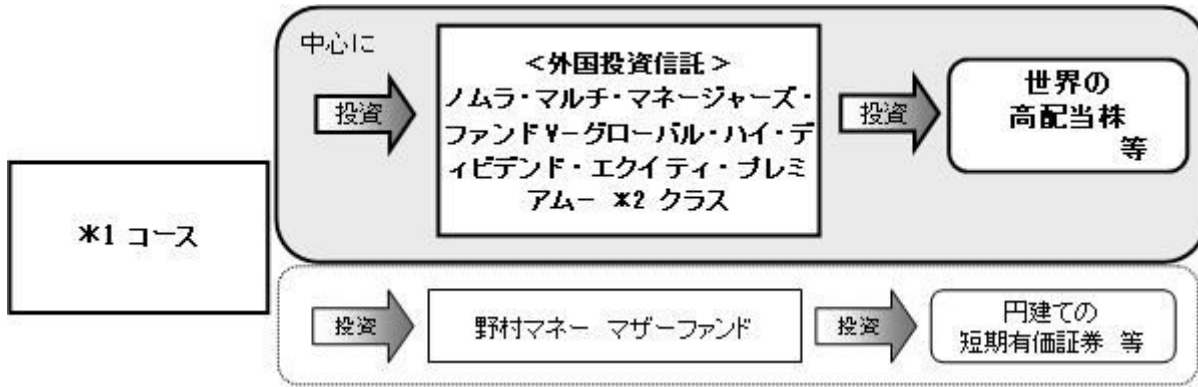 中心に
投資
<外国投資信託>
ノムラ・マルチ・マネージャーズ・
ファンドV-グローバル・ハイ・デ
ィビデンド・エクイティ・プレミ
アム- *2 クラス
投資
世界の
高配当株
等
*1 コース
投資
野村マネー マザーファンド
投資
円建ての
短期有価証券 等